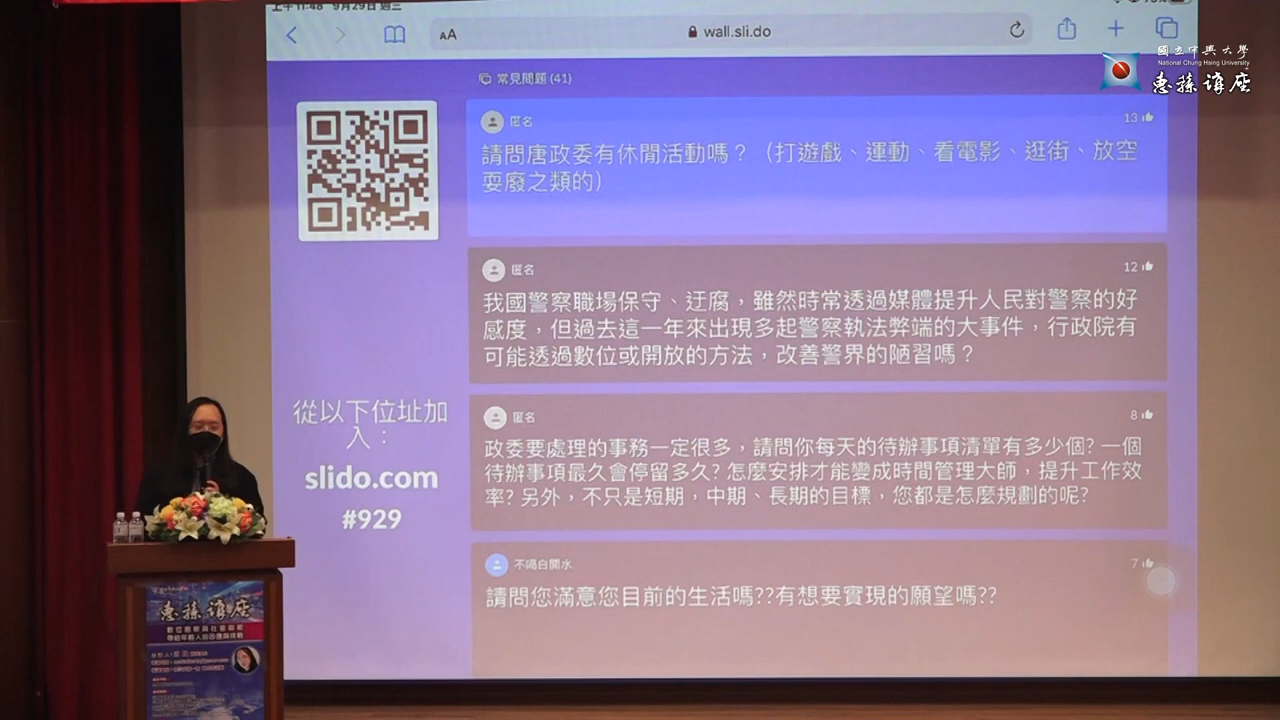 上午11:48 9月29日 週三
AA
wall.sli.do
國立中興大學
National Chung Hsing University
惠蓀講座
常見問題 (41)
匿名
13
請問唐政委有休閒活動嗎？（打遊戲、運動、看電影、逛街、放空
耍廢之類的）
匿名
12
我國警察職場保守、迂腐，雖然時常透過媒體提升人民對警察的好
感度，但過去這一年來出現多起警察執法弊端的大事件，行政院有
可能透過數位或開放的方法，改善警界的陋習嗎？
從以下位址加
入：
slido.com
#929
匿名
8
政委要處理的事務一定很多，請問你每天的待辦事項清單有多少個? 一個
待辦事項最久會停留多久? 怎麼安排才能變成時間管理大師，提升工作效
率? 另外，不只是短期，中期、長期的目標，您都是怎麼規劃的呢?
不喝白開水
7
請問您滿意您目前的生活嗎??有想要實現的願望嗎??
惠蓀講座